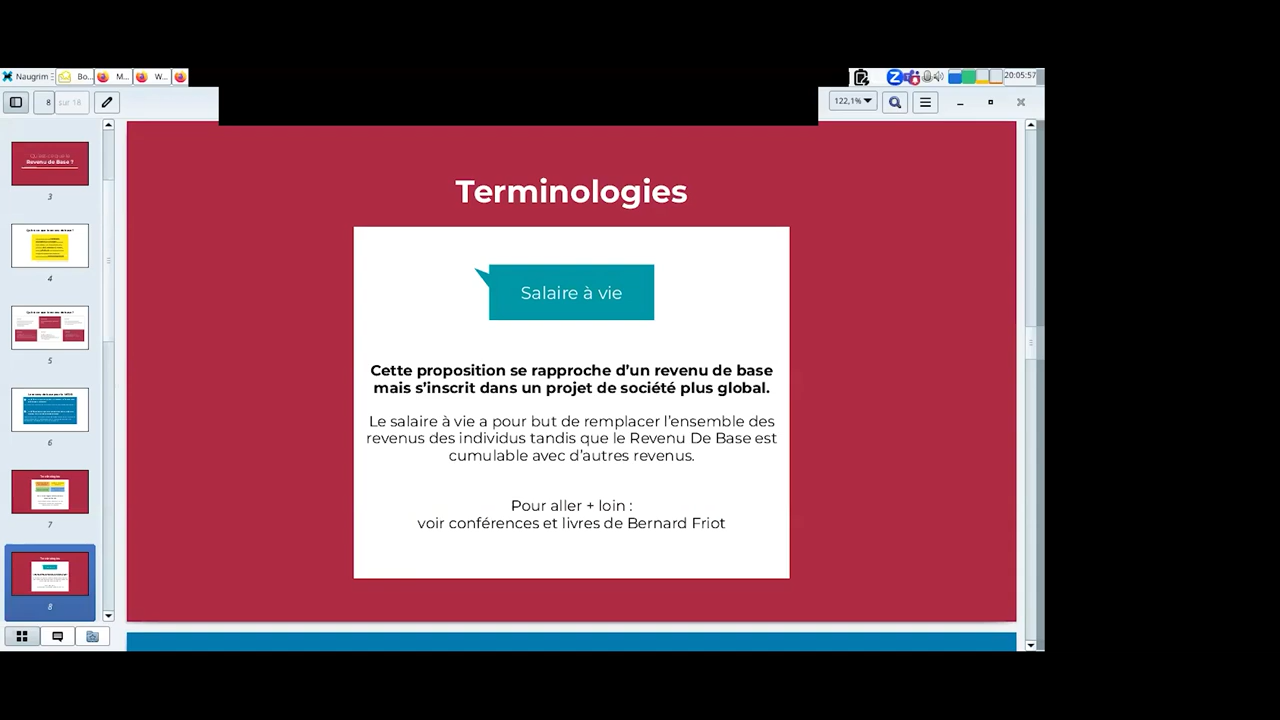 Naugrim
Bo...
M...
W...
20:05:57
8 sur 16
122,1%
Terminologies
Salaire à vie
Cette proposition se rapproche d'un revenu de base
mais s'inscrit dans un projet de société plus global.
Le salaire à vie a pour but de remplacer l'ensemble des
revenus des individus tandis que le Revenu De Base est
cumulable avec d'autres revenus.
Pour aller + loin :
voir conférences et livres de Bernard Friot
Revenu de Base ?
3
4
5
6
7
8